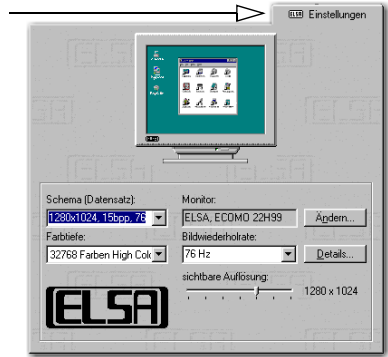 Einstellungen
Schema (Datensatz):
Monitor:
1280x1024, 15bpp, 76
ELSA, ECOMO 22H99
Ändern...
Farbtiefe:
Bildwiederholrate:
32768 Farben High Colo
76 Hz
Details...
sichtbare Auflösung:
1280 x 1024
ELSA